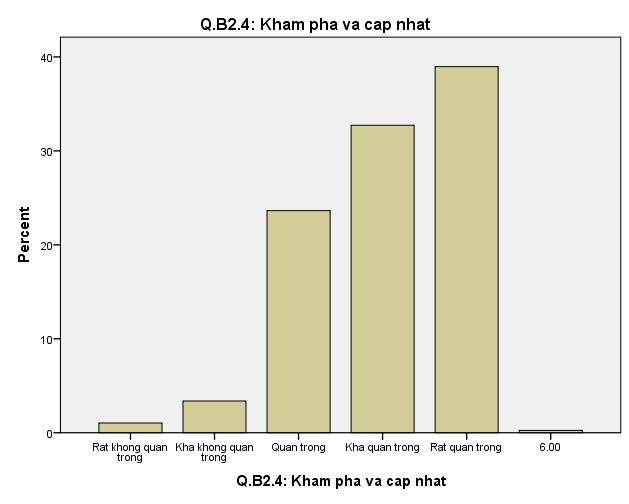 Q.B2.4: Kham pha va cap nhat
40
30
20
10
0
Percent
Rat khong quan
trong
Kha khong quan
trong
Quan trong
Kha quan trong
Rat quan trong
6.00
Q.B2.4: Kham pha va cap nhat